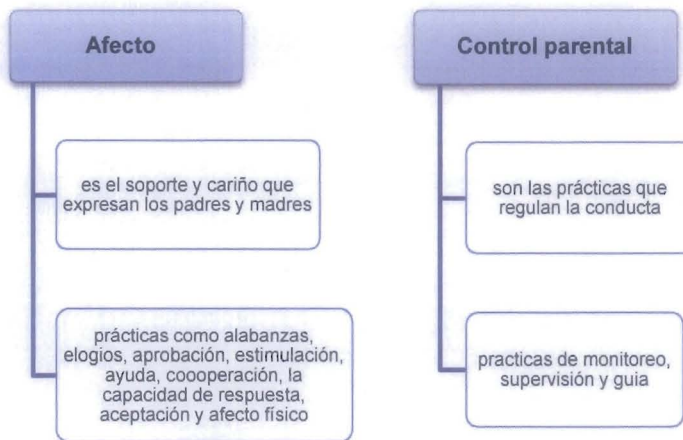 Afecto
es el soporte y cariño que
expresan los padres y madres
prácticas como alabanzas,
elogios, aprobación, estimulación,
ayuda, coooperación, la
capacidad de respuesta,
aceptación y afecto físico
Control parental
son las prácticas que
regulan la conducta
practicas de monitoreo,
supervisión y guia